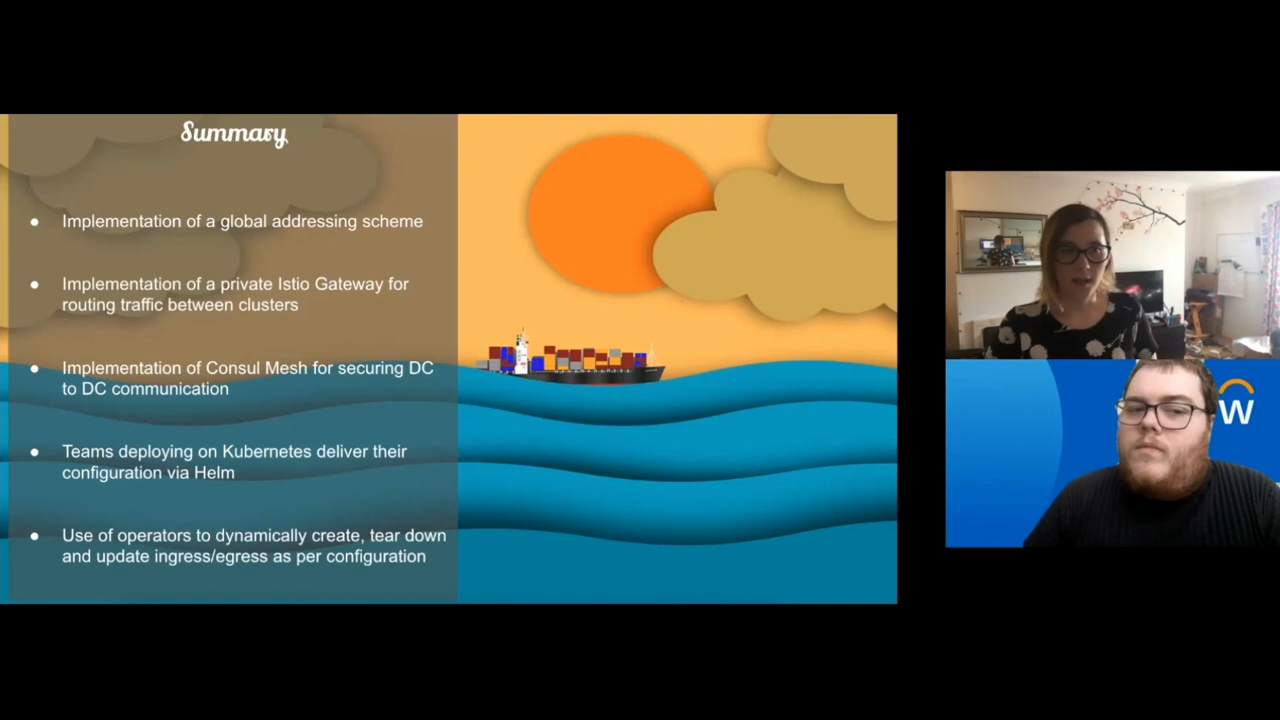 Summary
● Implementation of a global addressing scheme
● Implementation of a private Istio Gateway for
routing traffic between clusters
● Implementation of Consul Mesh for securing DC
to DC communication
● Teams deploying on Kubernetes deliver their
configuration via Helm
● Use of operators to dynamically create, tear down
and update ingress/egress as per configuration
W